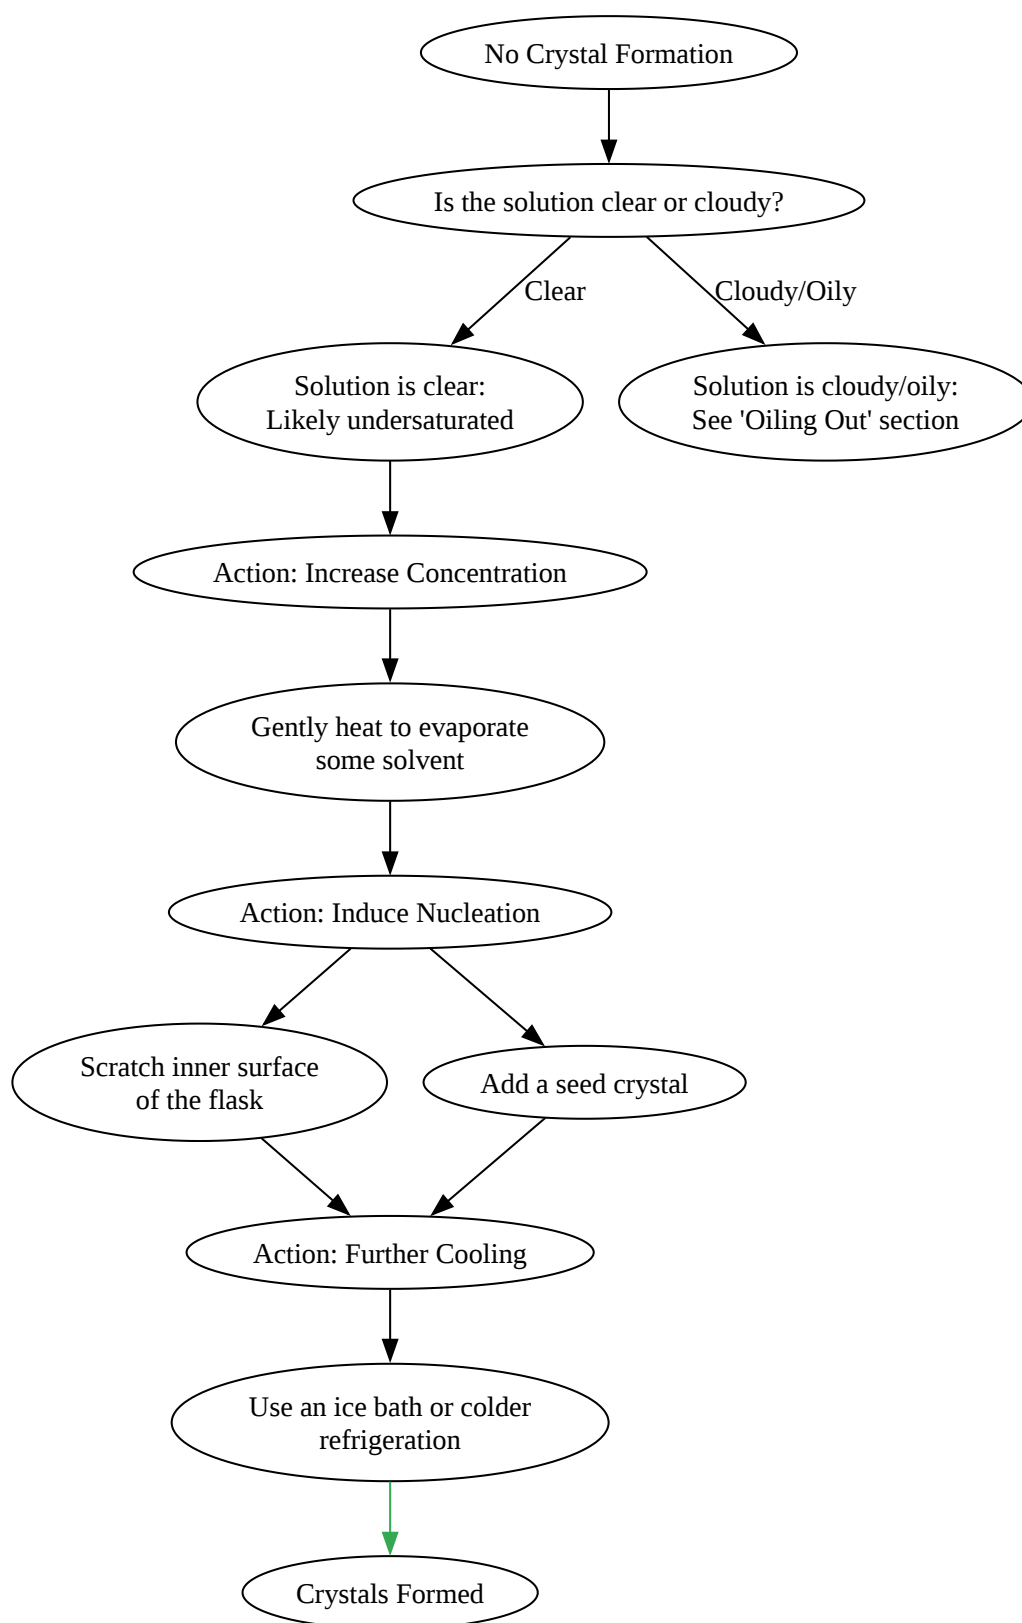 No Crystal Formation
Is the solution clear or cloudy?
Clear
Cloudy/Oily
Solution is clear:
Likely undersaturated
Solution is cloudy/oily:
See 'Oiling Out' section
Action: Increase Concentration
Gently heat to evaporate
some solvent
Action: Induce Nucleation
Scratch inner surface
of the flask
Add a seed crystal
Action: Further Cooling
Use an ice bath or colder
refrigeration
Crystals Formed